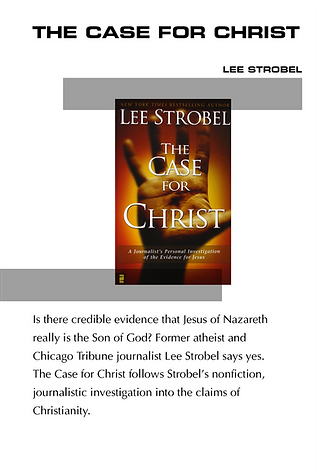 THE CASE FOR CHRIST
LEE STROBEL
NEW YORK TIMES BESTSELLING AUTHOR
LEE STROBEL
THE
CASE
FOR
CHRIST
A Journalist's Personal Investigation
of the Evidence for Jesus
Is there credible evidence that Jesus of Nazareth
really is the Son of God? Former atheist and
Chicago Tribune journalist Lee Strobel says yes.
The Case for Christ follows Strobel's nonfiction,
journalistic investigation into the claims of
Christianity.